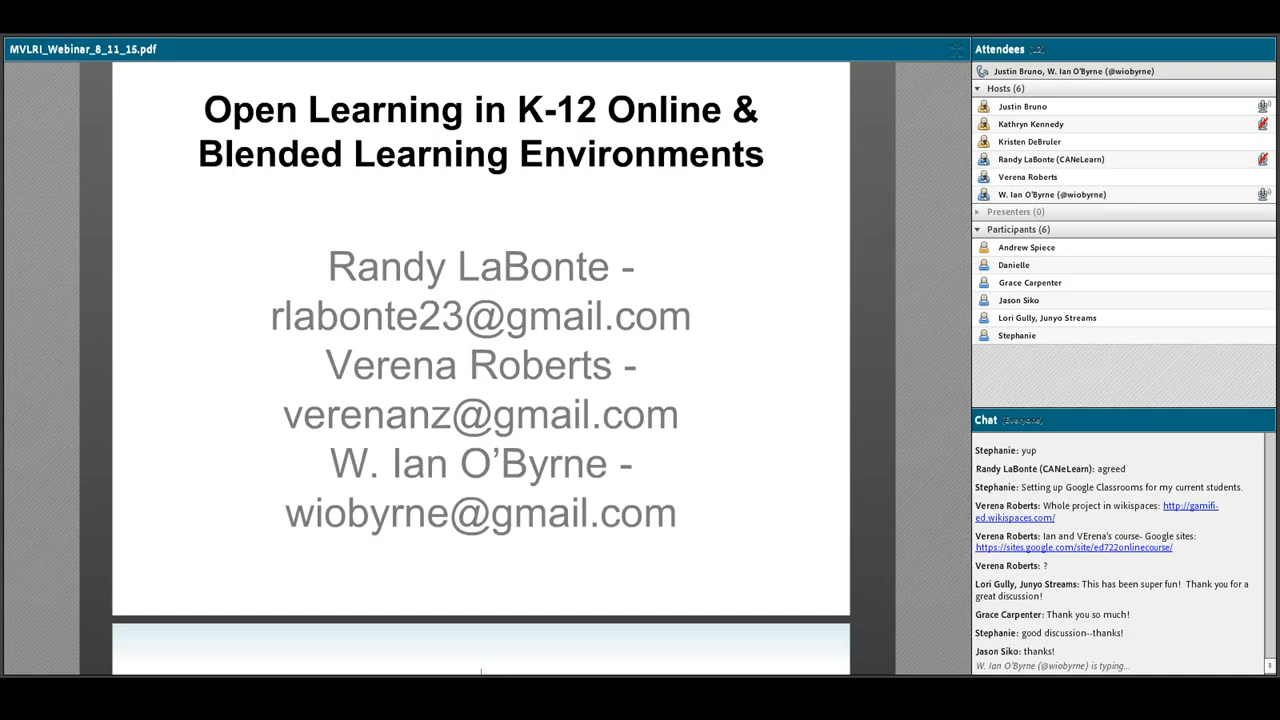 MVLRI_Webinar_8_11_15.pdf
Open Learning in K-12 Online &
Blended Learning Environments
Randy LaBonte -
rlabonte23@gmail.com
Verena Roberts -
verenanz@gmail.com
W. Ian O’Byrne -
wiobyrne@gmail.com
Attendees (12)
Justin Bruno, W. Ian O'Byrne (@wiobyrne)
Hosts (6)
Justin Bruno
Kathryn Kennedy
Kristen DeBruler
Randy LaBonte (CANeLearn)
Verena Roberts
W. Ian O'Byrne (@wiobyrne)
Presenters (0)
Participants (6)
Andrew Spiece
Danielle
Grace Carpenter
Jason Siko
Lori Gully, Junyo Streams
Stephanie
Chat (Everyone)
Stephanie: yup
Randy LaBonte (CANeLearn): agreed
Stephanie: Setting up Google Classrooms for my current students.
Verena Roberts: Whole project in wikispaces: http://gamifi-
ed.wikispaces.com/
Verena Roberts: Ian and VErena's course- Google sites:
https://sites.google.com/site/ed722onlinecourse/
Verena Roberts: ?
Lori Gully, Junyo Streams: This has been super fun! Thank you for a
great discussion!
Grace Carpenter: Thank you so much!
Stephanie: good discussion--thanks!
Jason Siko: thanks!
W. Ian O'Byrne (@wiobyrne) is typing...